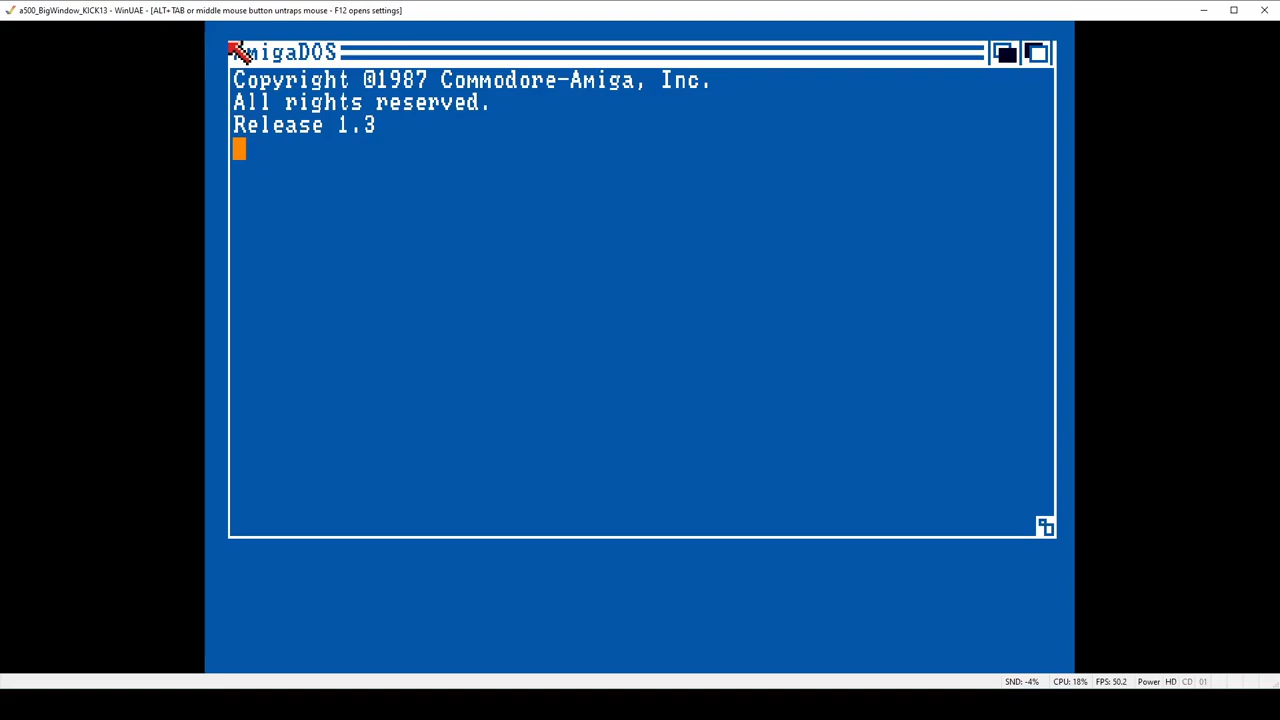 a500_BigWindow_KICK13 - WinUAE - [ALT+TAB or middle mouse button untraps mouse - F12 opens settings]
AmigaDOS
Copyright @1987 Commodore-Amiga, Inc.
All rights reserved.
Release 1.3
SND: -4% CPU: 18% FPS: 50.2 Power HD CD 01